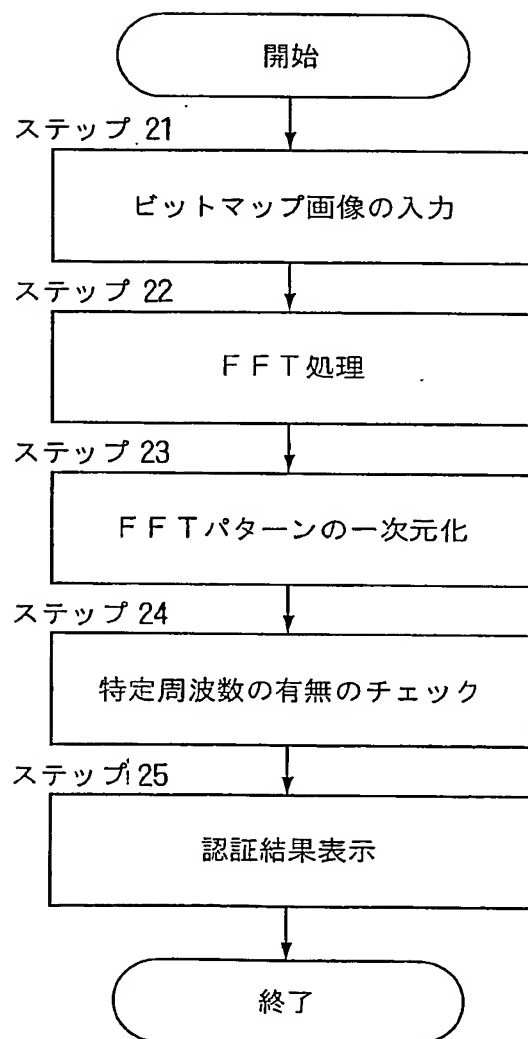 開始
ステップ 21
ビットマップ画像の入力
ステップ 22
FFT処理
ステップ 23
FFTパターンの一次元化
ステップ 24
特定周波数の有無のチェック
ステップ 25
認証結果表示
終了